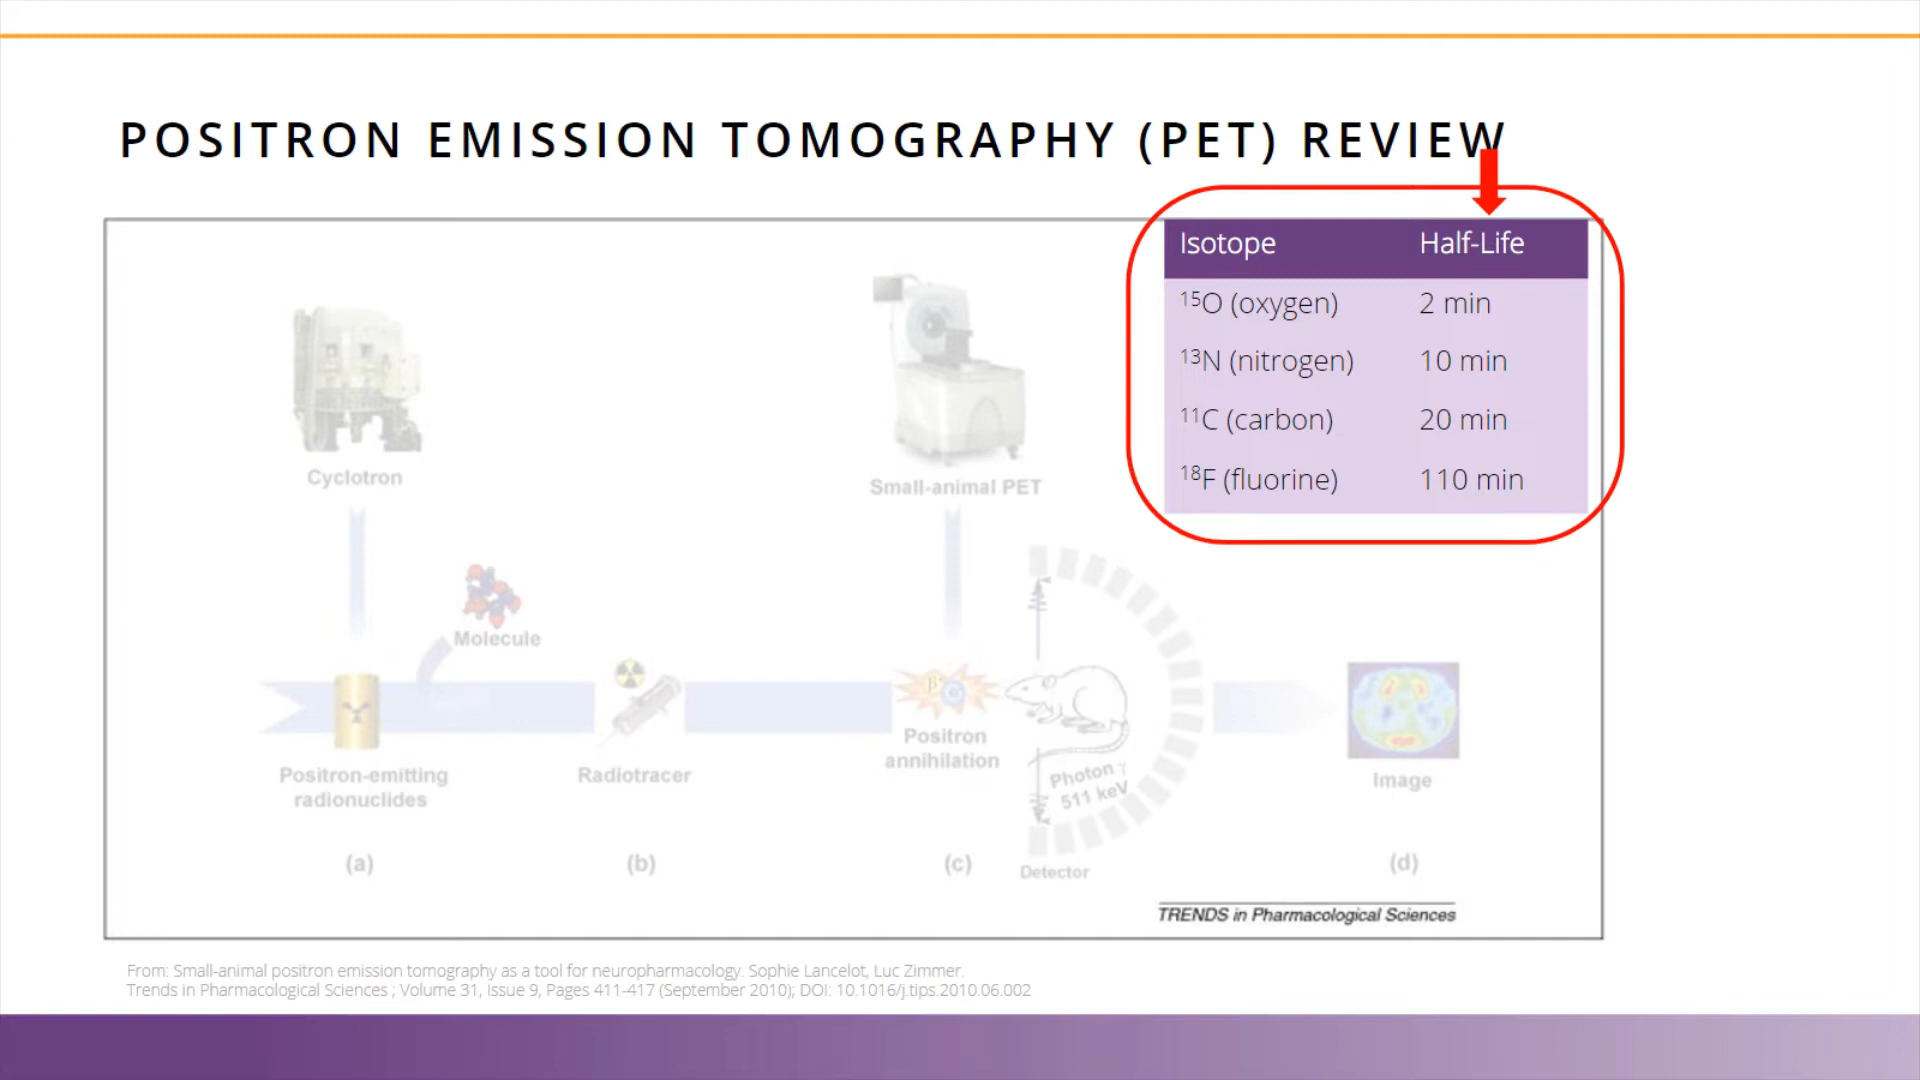 POSITRON EMISSION TOMOGRAPHY (PET) REVIEW
Isotope Half-Life
¹⁵O (oxygen) 2 min
¹³N (nitrogen) 10 min
¹¹C (carbon) 20 min
¹⁸F (fluorine) 110 min
Cyclotron
Small-animal PET
Molecule
Positron-emitting
radionuclides
Radiotracer
β⁺
Positron
annihilation
Photon γ
511 keV
Image
(a)
(b)
(c)
Detector
(d)
TRENDS in Pharmacological Sciences
From: Small-animal positron emission tomography as a tool for neuropharmacology. Sophie Lancelot, Luc Zimmer.
Trends in Pharmacological Sciences ; Volume 31, Issue 9, Pages 411-417 (September 2010); DOI: 10.1016/j.tips.2010.06.002